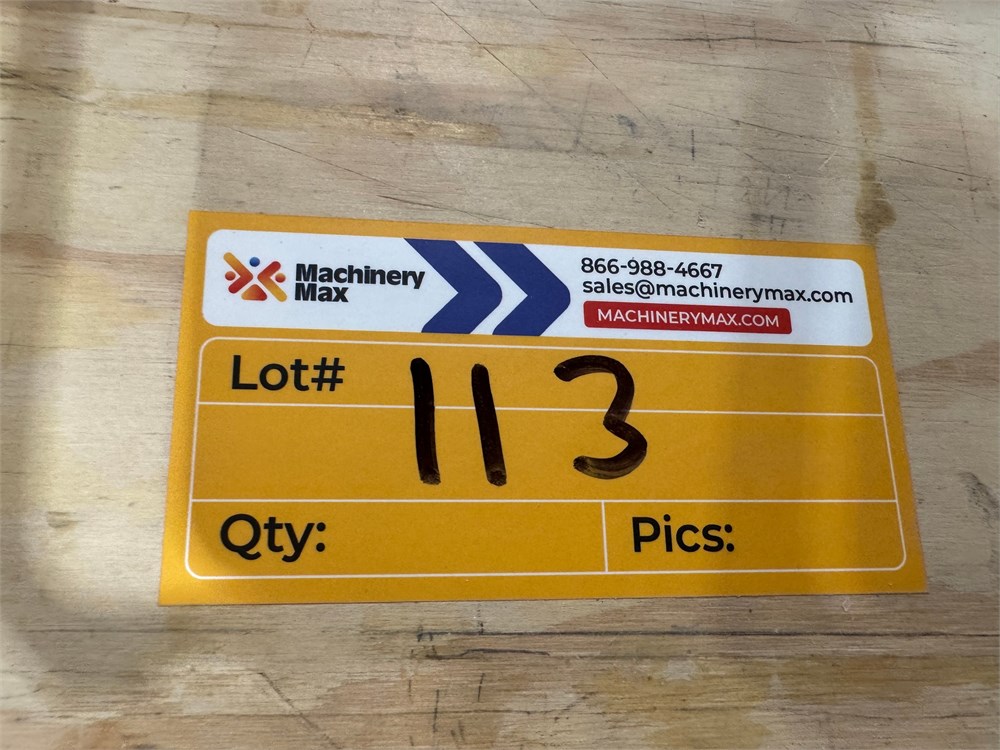 Machinery
Max
866-988-4667
sales@machinerymax.com
MACHINERYMAX.COM
Lot# 113
Qty:
Pics: